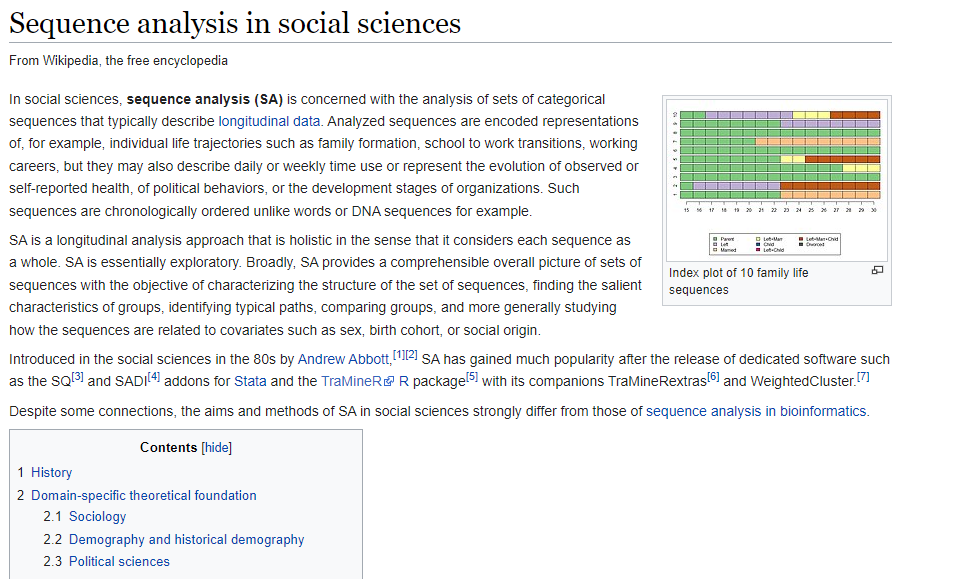 Sequence analysis in social sciences
From Wikipedia, the free encyclopedia
In social sciences, sequence analysis (SA) is concerned with the analysis of sets of categorical
sequences that typically describe longitudinal data. Analyzed sequences are encoded representations
of, for example, individual life trajectories such as family formation, school to work transitions, working
careers, but they may also describe daily or weekly time use or represent the evolution of observed or
self-reported health, of political behaviors, or the development stages of organizations. Such
sequences are chronologically ordered unlike words or DNA sequences for example.
SA is a longitudinal analysis approach that is holistic in the sense that it considers each sequence as
a whole. SA is essentially exploratory. Broadly, SA provides a comprehensible overall picture of sets of
sequences with the objective of characterizing the structure of the set of sequences, finding the salient
characteristics of groups, identifying typical paths, comparing groups, and more generally studying
how the sequences are related to covariates such as sex, birth cohort, or social origin.
15 16 17 18 19 20 21 22 23 24 25 26 27 28 29 30
Parent Left+Marr Left+Marr+Child
Left Child Divorced
Married Left+Child
Index plot of 10 family life
sequences
Introduced in the social sciences in the 80s by Andrew Abbott,[1][2] SA has gained much popularity after the release of dedicated software such
as the SQ[3] and SADI[4] addons for Stata and the TraMineR R package[5] with its companions TraMineRextras[6] and WeightedCluster.[7]
Despite some connections, the aims and methods of SA in social sciences strongly differ from those of sequence analysis in bioinformatics.
Contents [hide]
1 History
2 Domain-specific theoretical foundation
2.1 Sociology
2.2 Demography and historical demography
2.3 Political sciences